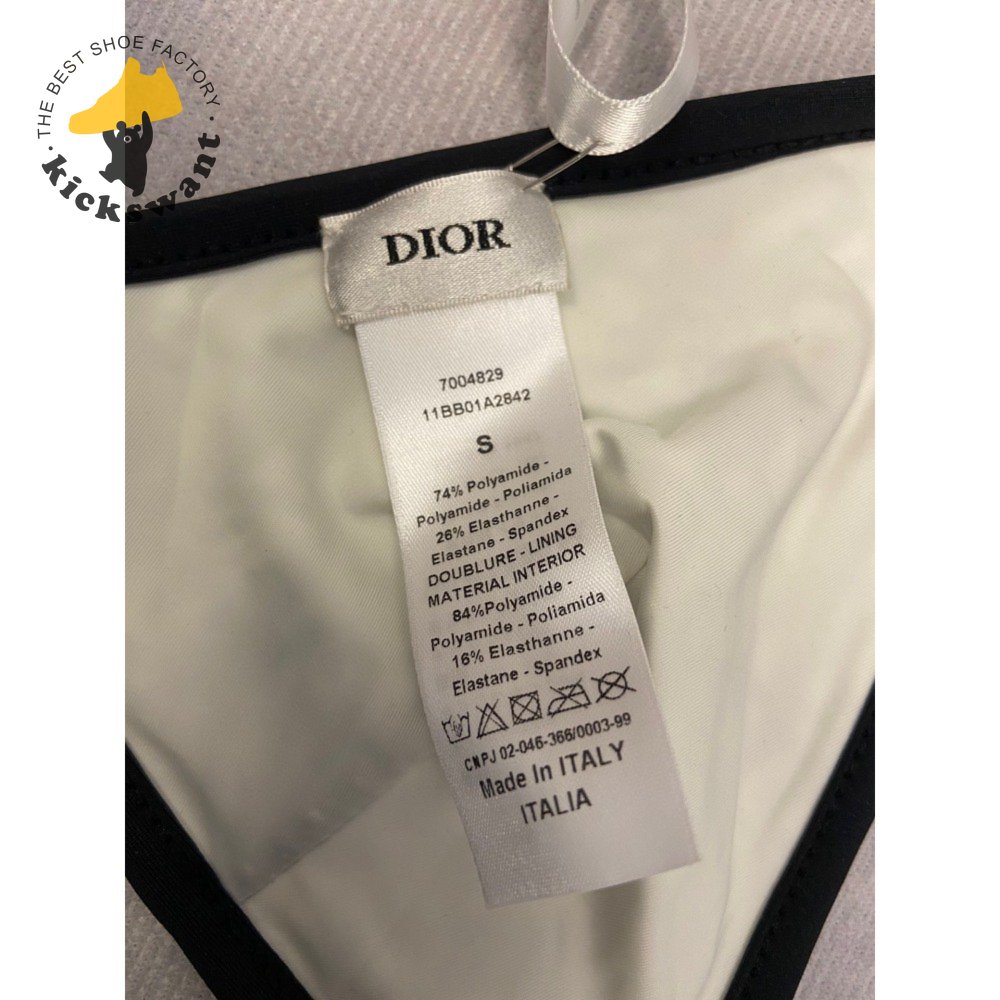 THE BEST SHOE FACTORY
kickswant
DIOR
7004829
11BB01A2842
S
74% Polyamide -
Polyamide - Poliamida
26% Elasthanne -
Elastane - Spandex
DOUBLURE - LINING
MATERIAL INTERIOR
84%Polyamide -
Polyamide - Poliamida
16% Elasthanne -
Elastane - Spandex
CNPJ 02-046-366/0003-99
Made In ITALY
ITALIA